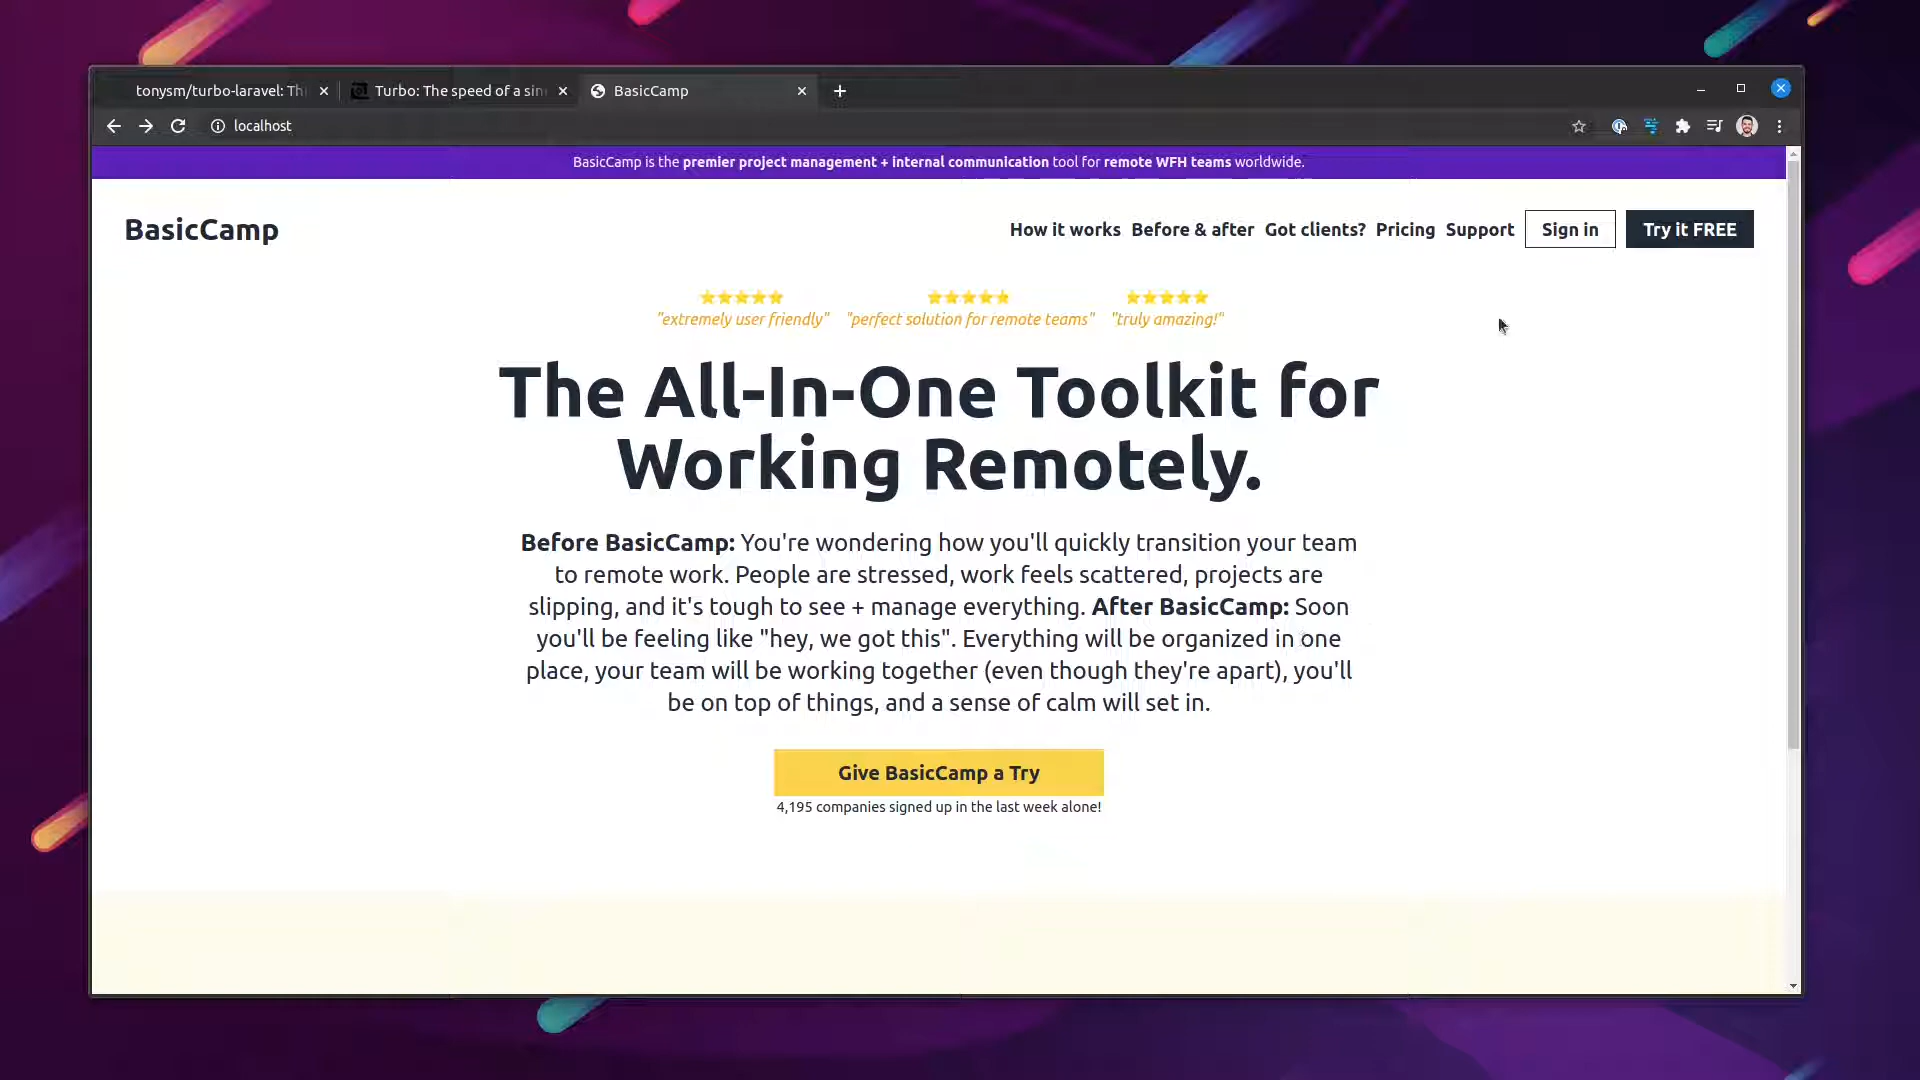 tonysm/turbo-laravel: Thi
Turbo: The speed of a sin
BasicCamp
localhost
BasicCamp is the premier project management + internal communication tool for remote WFH teams worldwide.
BasicCamp
How it works Before & after Got clients? Pricing Support Sign in Try it FREE
"extremely user friendly" "perfect solution for remote teams" "truly amazing!"
The All-In-One Toolkit for
Working Remotely.
Before BasicCamp: You're wondering how you'll quickly transition your team
to remote work. People are stressed, work feels scattered, projects are
slipping, and it's tough to see + manage everything. After BasicCamp: Soon
you'll be feeling like "hey, we got this". Everything will be organized in one
place, your team will be working together (even though they're apart), you'll
be on top of things, and a sense of calm will set in.
Give BasicCamp a Try
4,195 companies signed up in the last week alone!